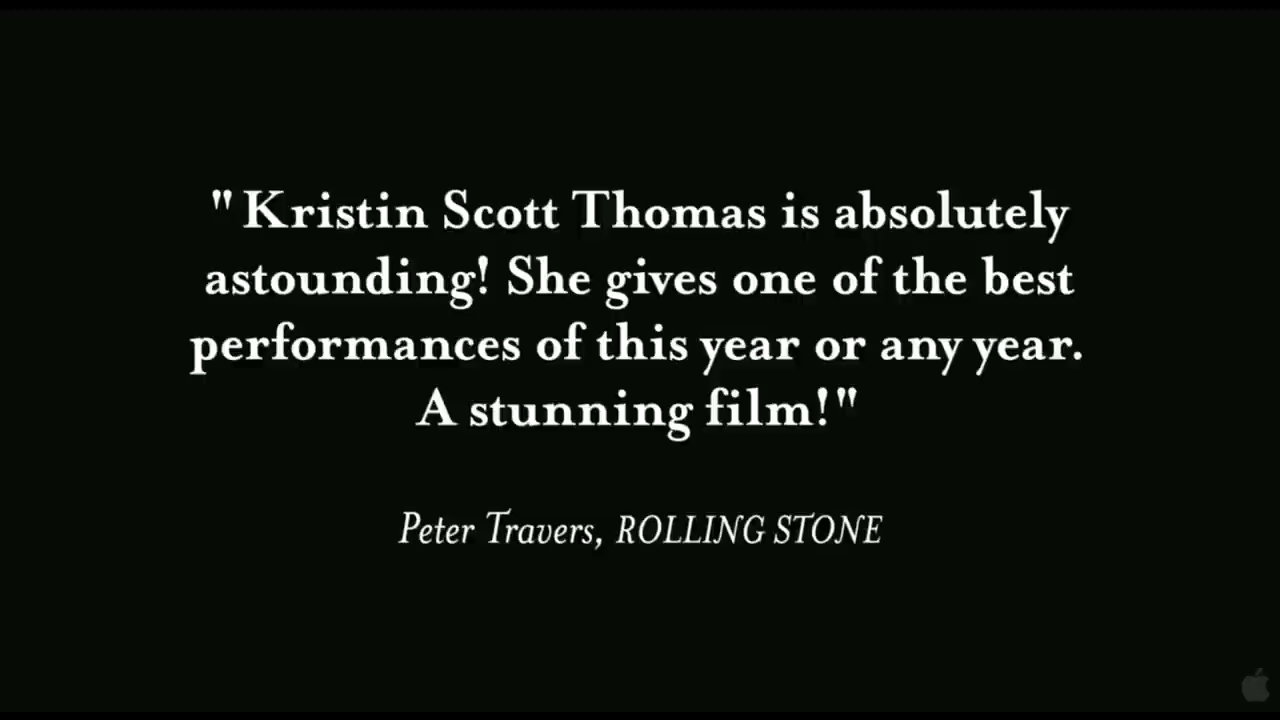 "Kristin Scott Thomas is absolutely
astounding! She gives one of the best
performances of this year or any year.
A stunning film!"
Peter Travers, ROLLING STONE